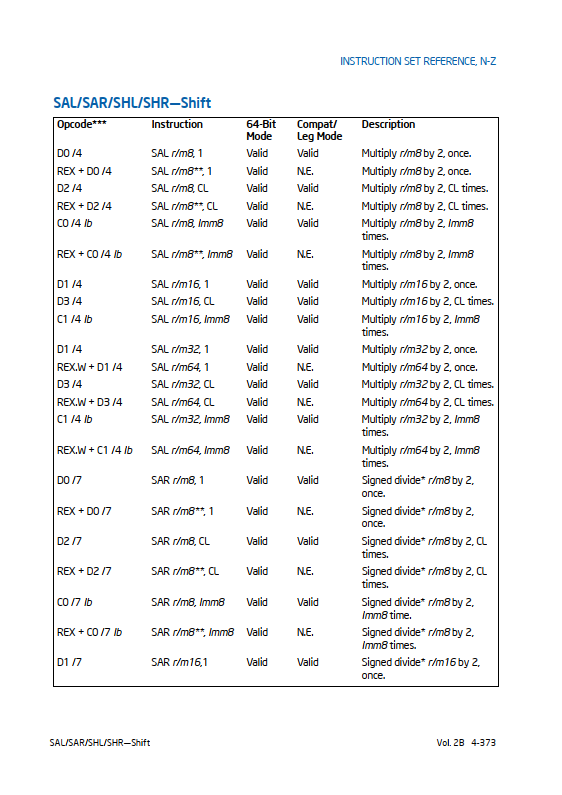 INSTRUCTION SET REFERENCE, N-Z
SAL/SAR/SHL/SHR—Shift
Opcode*** Instruction 64-Bit Mode Compat/ Leg Mode Description
D0 /4 SAL r/m8, 1 Valid Valid Multiply r/m8 by 2, once.
REX + D0 /4 SAL r/m8**, 1 Valid N.E. Multiply r/m8 by 2, once.
D2 /4 SAL r/m8, CL Valid Valid Multiply r/m8 by 2, CL times.
REX + D2 /4 SAL r/m8**, CL Valid N.E. Multiply r/m8 by 2, CL times.
C0 /4 ib SAL r/m8, imm8 Valid Valid Multiply r/m8 by 2, imm8
times.
REX + C0 /4 ib SAL r/m8**, imm8 Valid N.E. Multiply r/m8 by 2, imm8
times.
D1 /4 SAL r/m16, 1 Valid Valid Multiply r/m16 by 2, once.
D3 /4 SAL r/m16, CL Valid Valid Multiply r/m16 by 2, CL times.
C1 /4 ib SAL r/m16, imm8 Valid Valid Multiply r/m16 by 2, imm8
times.
D1 /4 SAL r/m32, 1 Valid Valid Multiply r/m32 by 2, once.
REX.W + D1 /4 SAL r/m64, 1 Valid N.E. Multiply r/m64 by 2, once.
D3 /4 SAL r/m32, CL Valid Valid Multiply r/m32 by 2, CL times.
REX.W + D3 /4 SAL r/m64, CL Valid N.E. Multiply r/m64 by 2, CL times.
C1 /4 ib SAL r/m32, imm8 Valid Valid Multiply r/m32 by 2, imm8
times.
REX.W + C1 /4 ib SAL r/m64, imm8 Valid N.E. Multiply r/m64 by 2, imm8
times.
D0 /7 SAR r/m8, 1 Valid Valid Signed divide* r/m8 by 2,
once.
REX + D0 /7 SAR r/m8**, 1 Valid N.E. Signed divide* r/m8 by 2,
once.
D2 /7 SAR r/m8, CL Valid Valid Signed divide* r/m8 by 2, CL
times.
REX + D2 /7 SAR r/m8**, CL Valid N.E. Signed divide* r/m8 by 2, CL
times.
C0 /7 ib SAR r/m8, imm8 Valid Valid Signed divide* r/m8 by 2,
imm8 time.
REX + C0 /7 ib SAR r/m8**, imm8 Valid N.E. Signed divide* r/m8 by 2,
imm8 times.
D1 /7 SAR r/m16,1 Valid Valid Signed divide* r/m16 by 2,
once.
SAL/SAR/SHL/SHR—Shift Vol. 2B 4-373